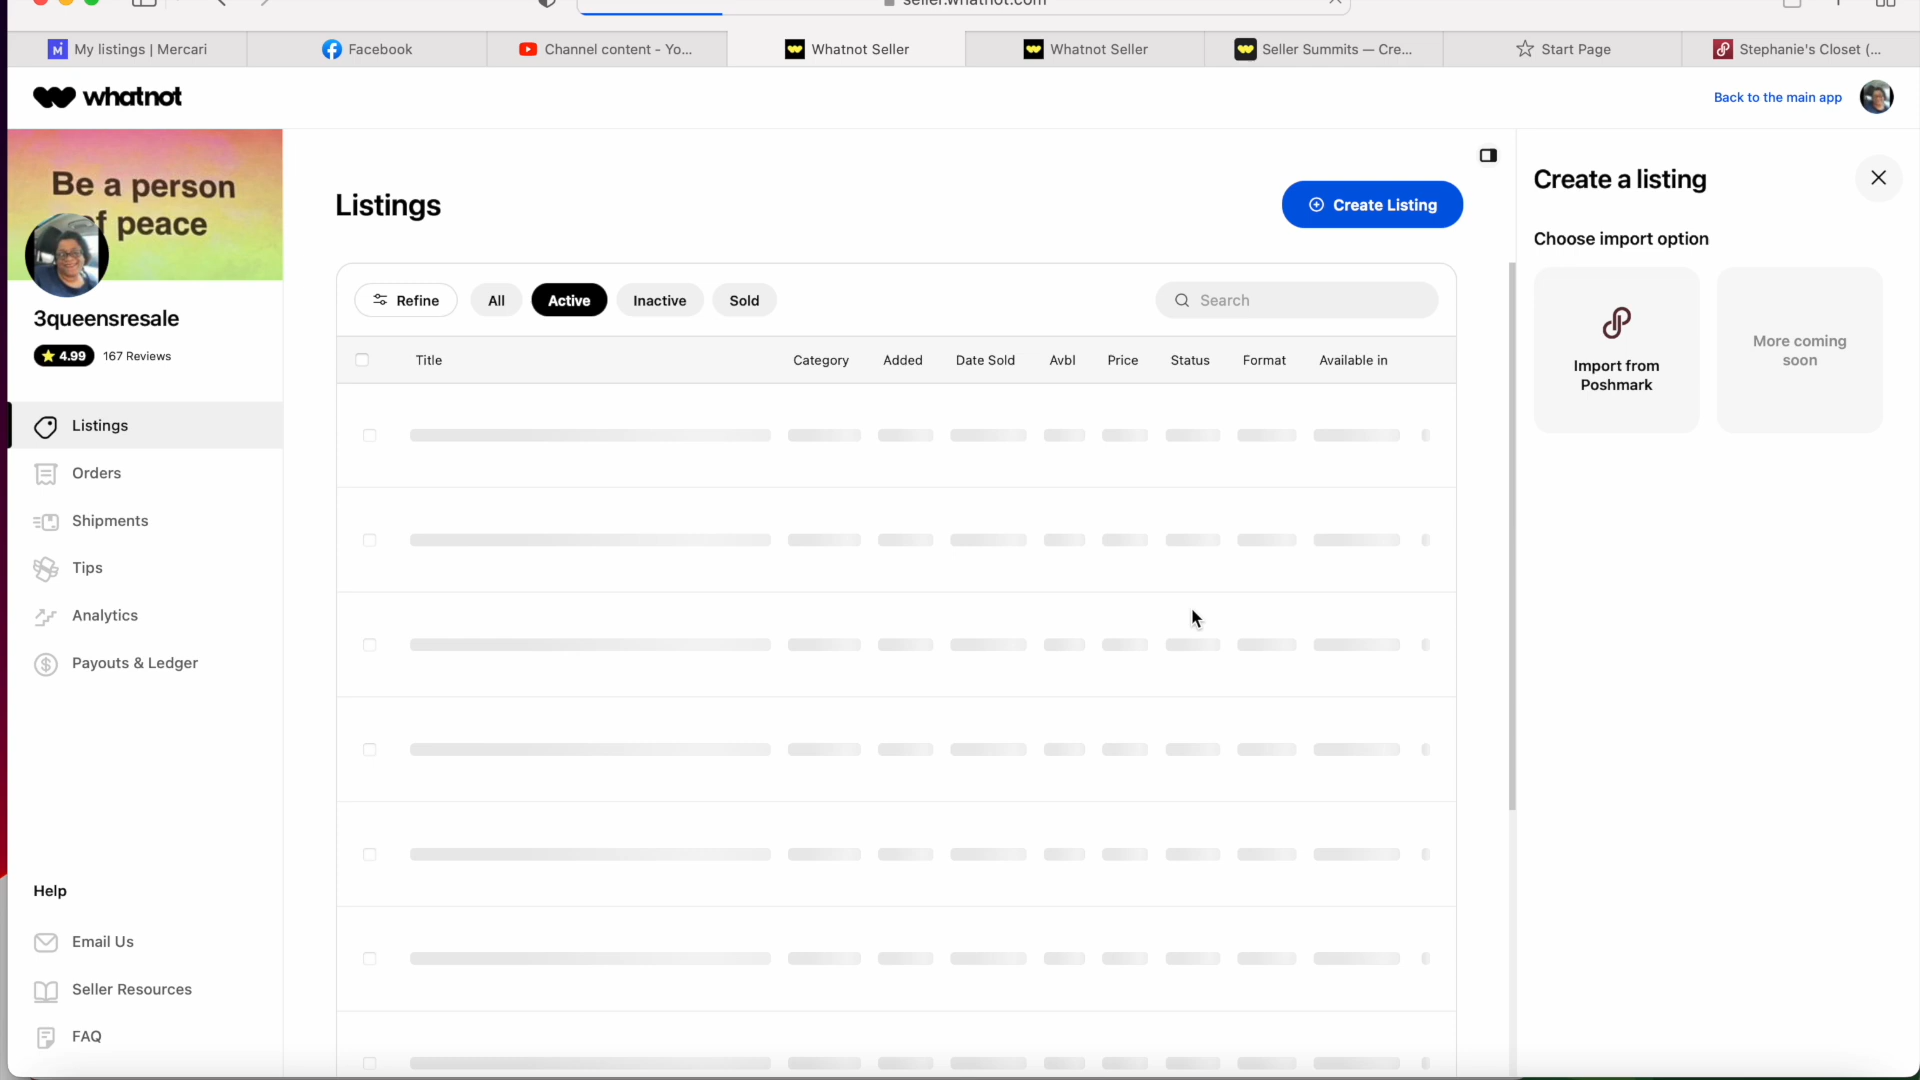 seller.whatnot.com
My listings | Mercari
Facebook
Channel content - Yo...
Whatnot Seller
Whatnot Seller
Seller Summits — Cre...
Start Page
Stephanie's Closet (...
whatnot
Back to the main app
Be a person
of peace
3queensresale
4.99 167 Reviews
Listings
Orders
Shipments
Tips
Analytics
Payouts & Ledger
Help
Email Us
Seller Resources
FAQ
Listings
Create Listing
Refine
All
Active
Inactive
Sold
Search
Title
Category
Added
Date Sold
Avbl
Price
Status
Format
Available in
Create a listing
Choose import option
Import from
Poshmark
More coming
soon